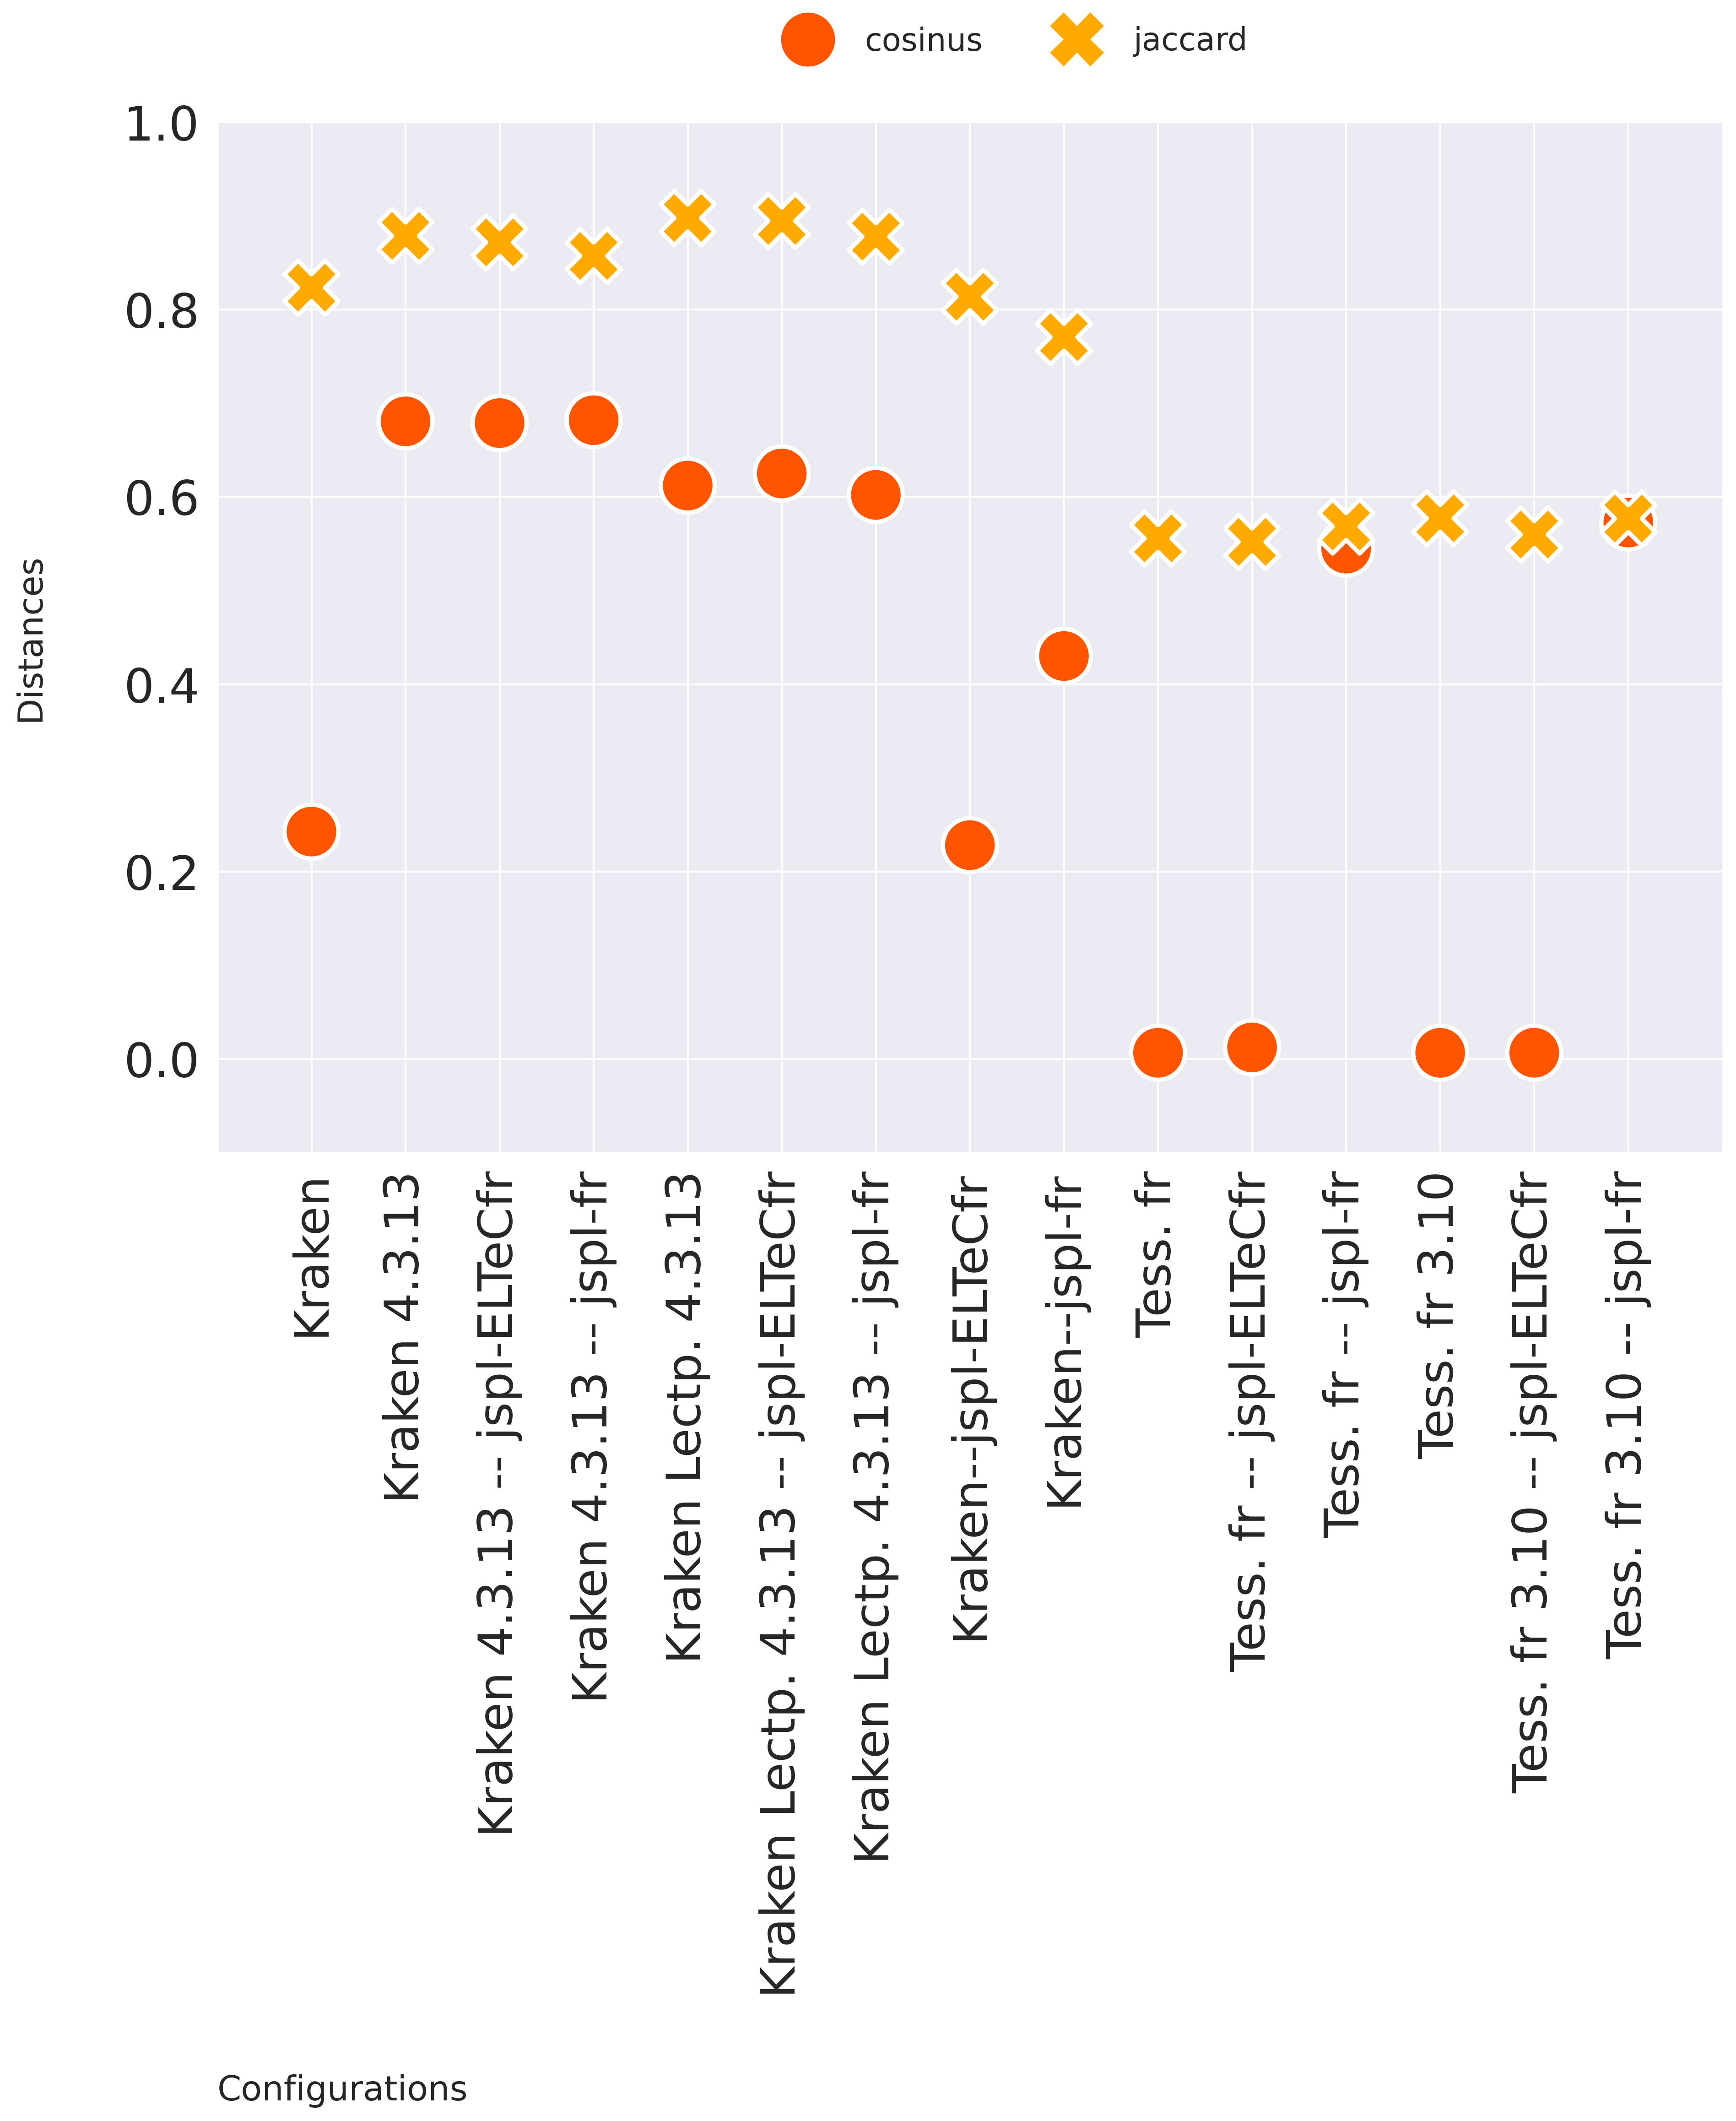 cosinus jaccard
1.0
0.8
0.6
0.4
0.2
0.0
Distances
Kraken
Kraken 4.3.13
Kraken 4.3.13 -- jspl-ELTeCfr
Kraken 4.3.13 -- jspl-fr
Kraken Lectp. 4.3.13
Kraken Lectp. 4.3.13 -- jspl-ELTeCfr
Kraken Lectp. 4.3.13 -- jspl-fr
Kraken--jspl-ELTeCfr
Kraken--jspl-fr
Tess. fr
Tess. fr -- jspl-ELTeCfr
Tess. fr -- jspl-fr
Tess. fr 3.10
Tess. fr 3.10 -- jspl-ELTeCfr
Tess. fr 3.10 -- jspl-fr
Configurations